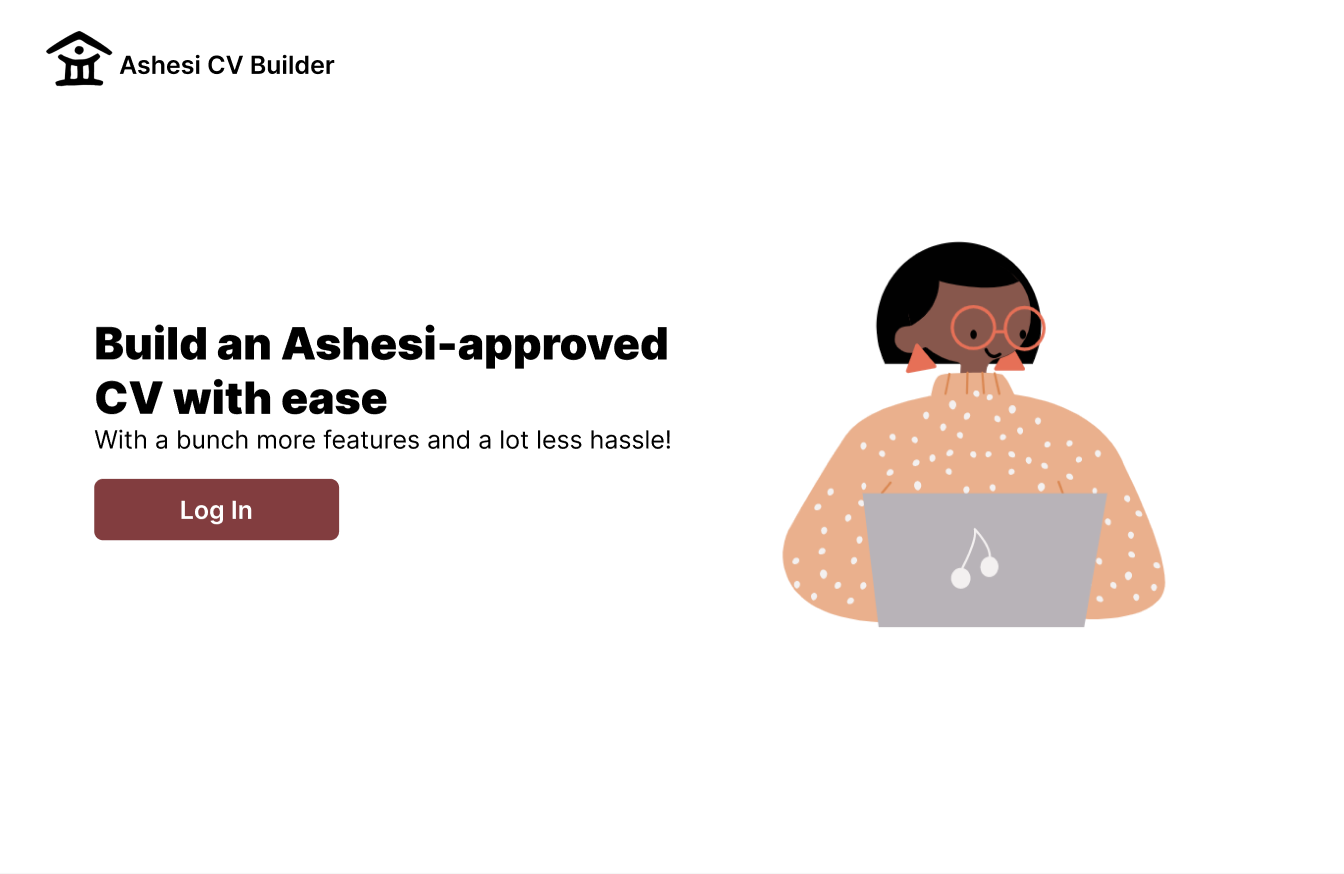 Ashesi CV Builder
Build an Ashesi-approved
CV with ease
With a bunch more features and a lot less hassle!
Log In